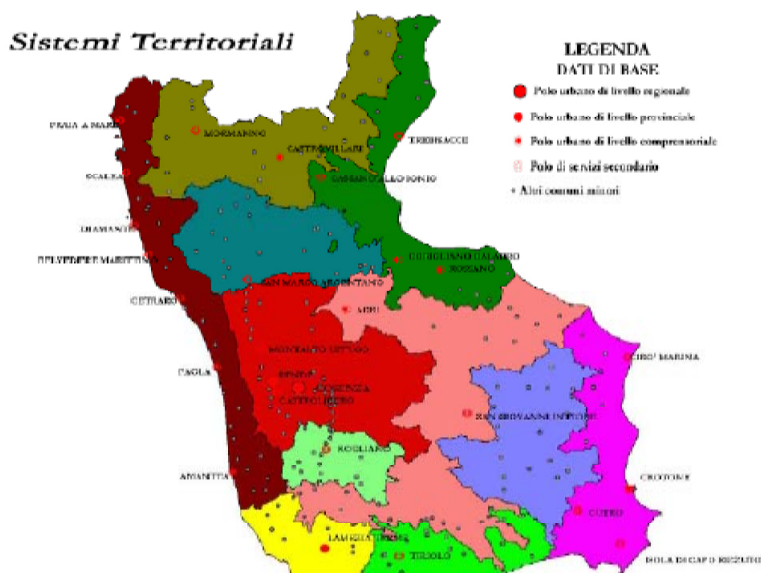 Sistemi Territoriali
LEGENDA
DATI DI BASE
Polo urbano di livello regionale
Polo urbano di livello provinciale
Polo urbano di livello comprensoriale
Polo di servizi secondario
Altri comuni minori
PRAIA A MARE
MORMANNO
TREBISACCE
CASTROVILLARI
SCALEA
CASSANO ALLO IONIO
DIAMANTE
BELVEDERE MARITTIMO
CORIGLIANO CALABRO
ROSSANO
SAN MARCO ARGENTANO
CETRARO
ACRI
MONTALTO UFFUGO
CIRO' MARINA
PAOLA
RENDE
COSENZA
CASTROLIBERO
SAN GIOVANNI IN FIORE
ROGLIANO
AMANTEA
CROTONE
CUTRO
LAMEZIA TERME
TIRIOLO
ISOLA DI CAPO RIZZUTO